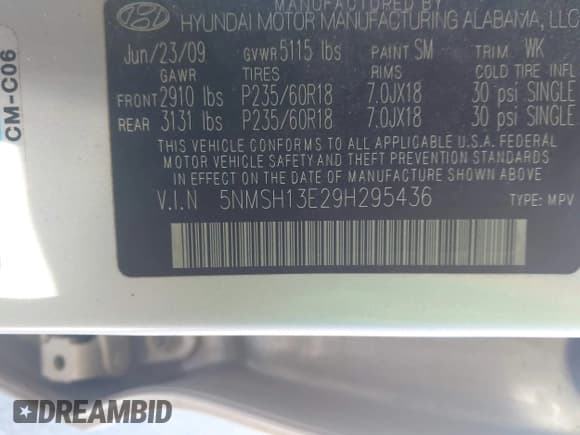 MANUFACTURED BY
HYUNDAI MOTOR MANUFACTURING ALABAMA, LLC
Jun/23/09 GVWR 5115 lbs PAINT SM TRIM WK
GAWR TIRES RIMS COLD TIRE INFL
FRONT 2910 lbs P235/60R18 7.0JX18 30 psi SINGLE
REAR 3131 lbs P235/60R18 7.0JX18 30 psi SINGLE
THIS VEHICLE CONFORMS TO ALL APPLICABLE U.S.A. FEDERAL
MOTOR VEHICLE SAFETY AND THEFT PREVENTION STANDARDS
IN EFFECT ON THE DATE OF MANUFACTURE SHOWN ABOVE
V.I.N 5NMSH13E29H295436 TYPE: MPV
CM-C06
DREAMBID